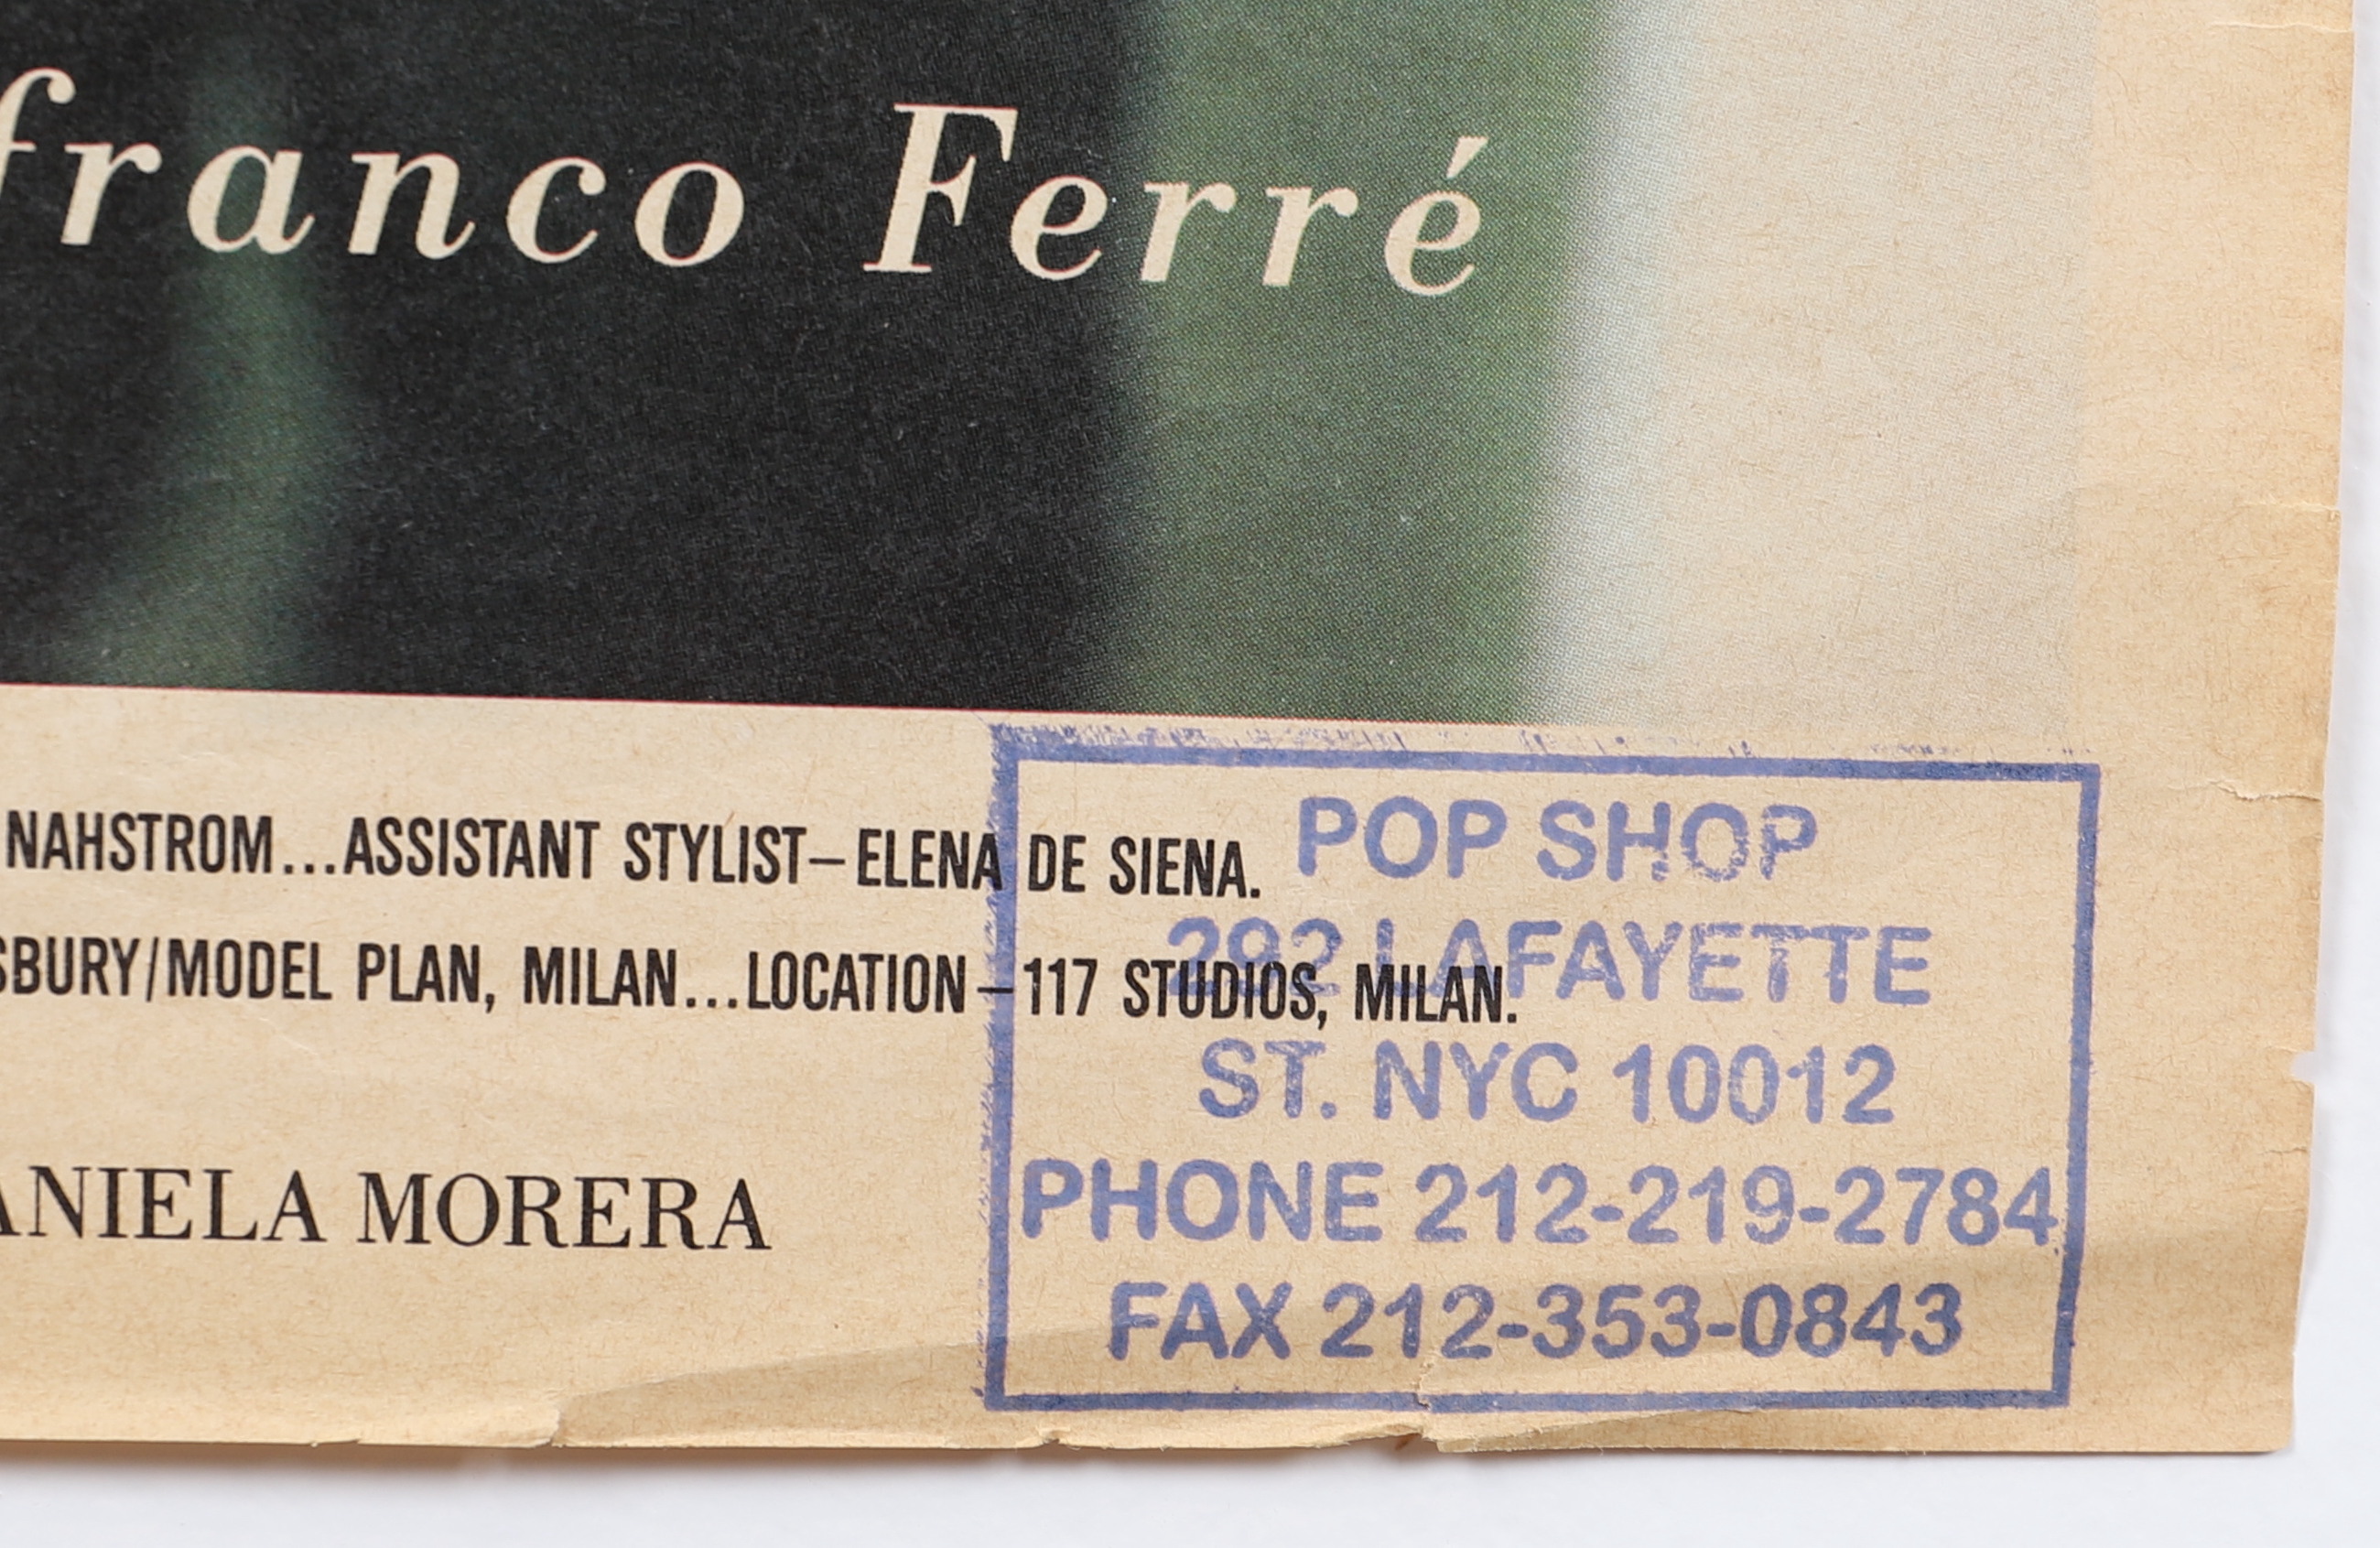 franco Ferré
NAHSTROM...ASSISTANT STYLIST–ELENA DE SIENA.
SBURY/MODEL PLAN, MILAN...LOCATION–117 STUDIOS, MILAN.
ANIELA MORERA
POP SHOP
292 LAFAYETTE
ST. NYC 10012
PHONE 212-219-2784
FAX 212-353-0843